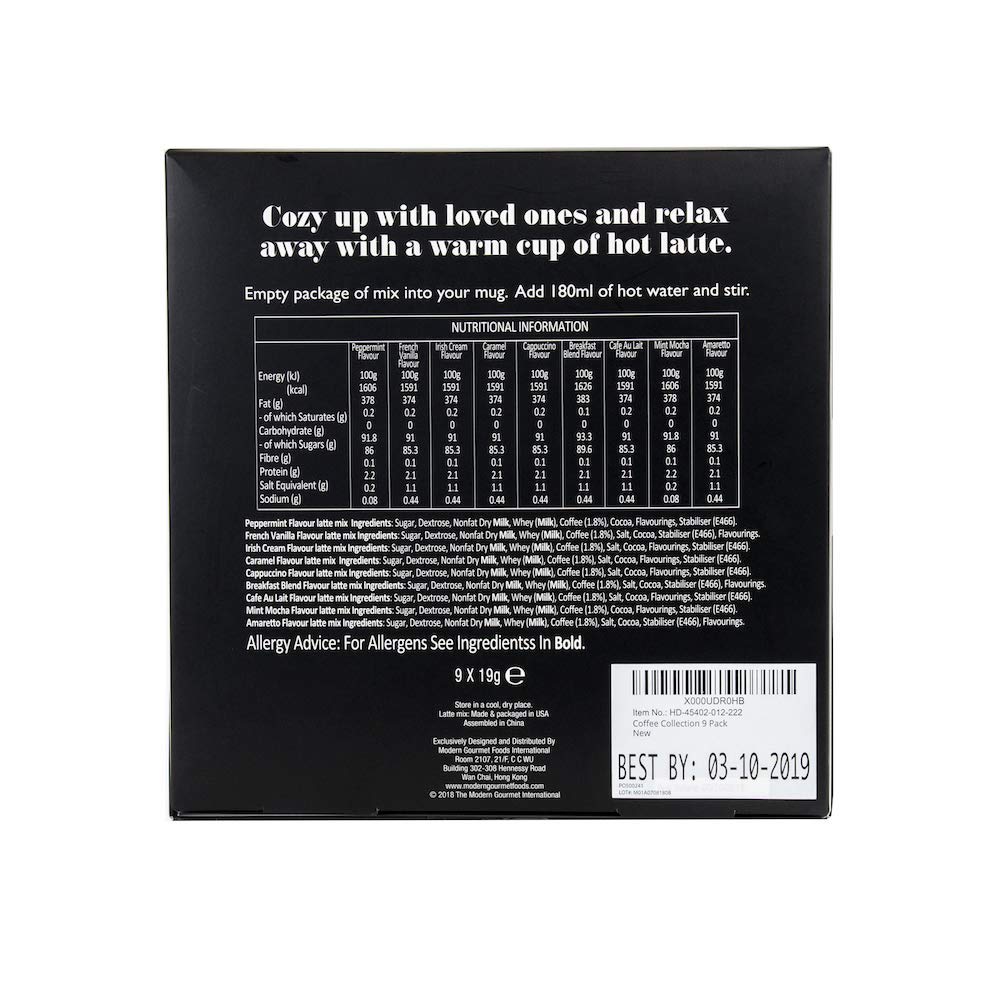 Cozy up with loved ones and relax
away with a warm cup of hot latte.
Empty package of mix into your mug. Add 180ml of hot water and stir.
NUTRITIONAL INFORMATION
Peppermint Flavour French Vanilla Flavour Irish Cream Flavour Caramel Flavour Cappuccino Flavour Breakfast Blend Flavour Cafe Au Lait Flavour Mint Mocha Flavour Amaretto Flavour
100g 100g 100g 100g 100g 100g 100g 100g 100g
Energy (kJ) 1606 1591 1591 1591 1591 1626 1591 1606 1591
(kcal) 378 374 374 374 374 383 374 378 374
Fat (g) 0.2 0.2 0.2 0.2 0.2 0.1 0.2 0.2 0.2
- of which Saturates (g) 0 0 0 0 0 0 0 0 0
Carbohydrate (g) 91.8 91 91 91 91 93.3 91 91.8 91
- of which Sugars (g) 86 85.3 85.3 85.3 85.3 89.6 85.3 86 85.3
Fibre (g) 0.1 0.1 0.1 0.1 0.1 0.1 0.1 0.1 0.1
Protein (g) 2.2 2.1 2.1 2.1 2.1 2.1 2.1 2.2 2.1
Salt Equivalent (g) 0.2 1.1 1.1 1.1 1.1 1.1 1.1 0.2 1.1
Sodium (g) 0.08 0.44 0.44 0.44 0.44 0.44 0.44 0.08 0.44
Peppermint Flavour latte mix Ingredients: Sugar, Dextrose, Nonfat Dry Milk, Whey (Milk), Coffee (1.8%), Cocoa, Flavourings, Stabiliser (E466).
French Vanilla Flavour latte mix Ingredients: Sugar, Dextrose, Nonfat Dry Milk, Whey (Milk), Coffee (1.8%), Salt, Cocoa, Stabiliser (E466), Flavourings.
Irish Cream Flavour latte mix Ingredients: Sugar, Dextrose, Nonfat Dry Milk, Whey (Milk), Coffee (1.8%), Salt, Cocoa, Flavourings, Stabiliser (E466).
Caramel Flavour latte mix Ingredients: Sugar, Dextrose, Nonfat Dry Milk, Whey (Milk), Coffee (1.8%), Salt, Cocoa, Flavourings, Stabiliser (E466).
Cappuccino Flavour latte mix Ingredients: Sugar, Dextrose, Nonfat Dry Milk, Whey (Milk), Coffee (1.8%), Salt, Cocoa, Flavourings, Stabiliser (E466).
Breakfast Blend Flavour latte mix Ingredients: Sugar, Dextrose, Nonfat Dry Milk, Whey (Milk), Coffee (1.8%), Salt, Cocoa, Stabiliser (E466), Flavourings.
Cafe Au Lait Flavour latte mix Ingredients: Sugar, Dextrose, Nonfat Dry Milk, Whey (Milk), Coffee (1.8%), Salt, Cocoa, Flavourings, Stabiliser (E466).
Mint Mocha Flavour latte mix Ingredients: Sugar, Dextrose, Nonfat Dry Milk, Whey (Milk), Coffee (1.8%), Cocoa, Flavourings, Stabiliser (E466).
Amaretto Flavour latte mix Ingredients: Sugar, Dextrose, Nonfat Dry Milk, Whey (Milk), Coffee (1.8%), Salt, Cocoa, Stabiliser (E466), Flavourings.
Allergy Advice: For Allergens See Ingredientss In Bold.
9 X 19g ℮
Store in a cool, dry place.
Latte mix: Made & packaged in USA
Assembled in China
Exclusively Designed and Distributed By
Modern Gourmet Foods International
Room 2107, 21/F, C C WU
Building 302-308 Hennessy Road
Wan Chai, Hong Kong
www.moderngourmetfoods.com
© 2018 The Modern Gourmet International
X000UDR0HB
Item No.: HD-45402-012-222
Coffee Collection 9 Pack
New
BEST BY: 03-10-2019
PO500241
LOT#: M01A07081808